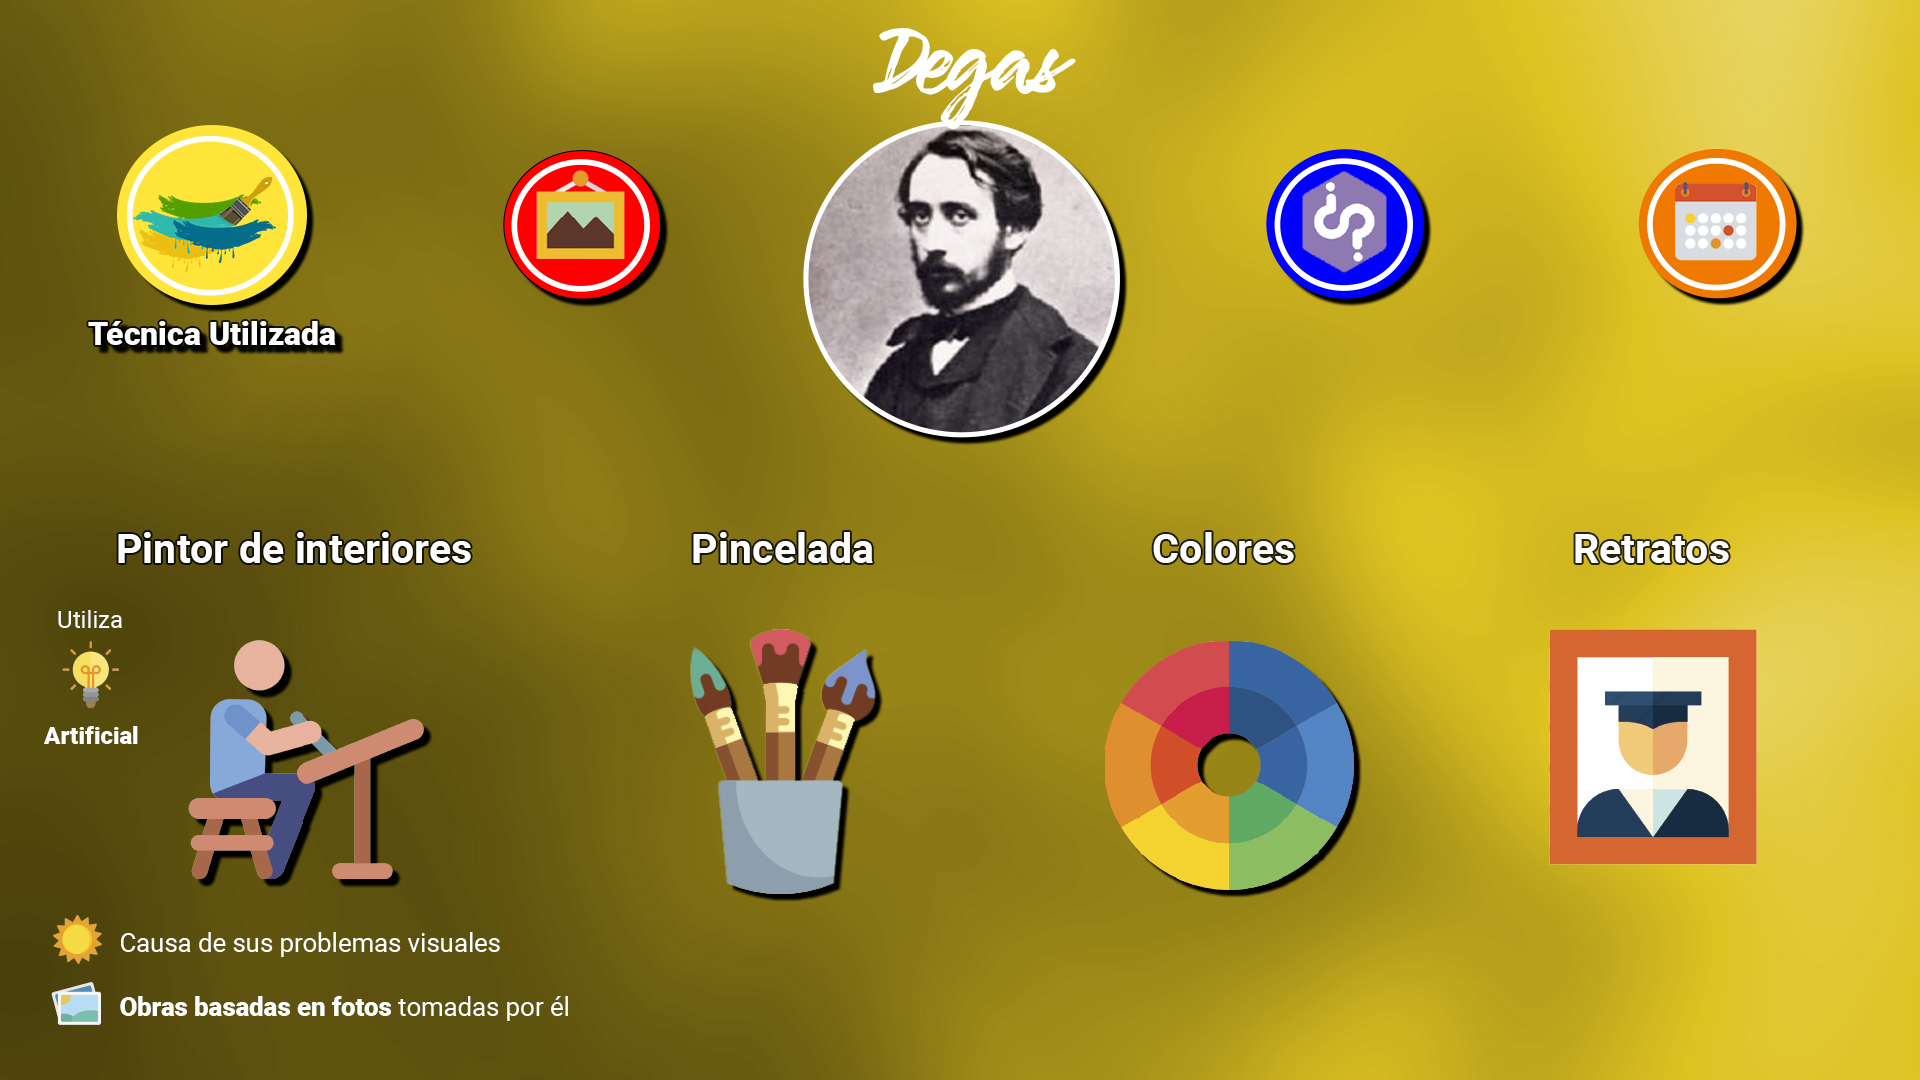 Degas
Técnica Utilizada
Pintor de interiores
Pincelada
Colores
Retratos
Utiliza
Artificial
Causa de sus problemas visuales
Obras basadas en fotos tomadas por él